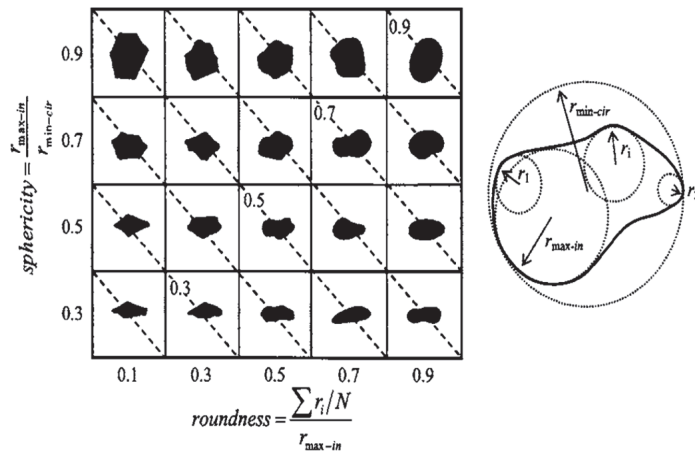 0.9
0.9
r_min-cir
0.7
0.7
r_1
r_i
r_max-in
0.5
0.5
0.3
0.3
sphericity = r_max-in / r_min-cir
0.1 0.3 0.5 0.7 0.9
roundness = ∑ r_i/N / r_max-in